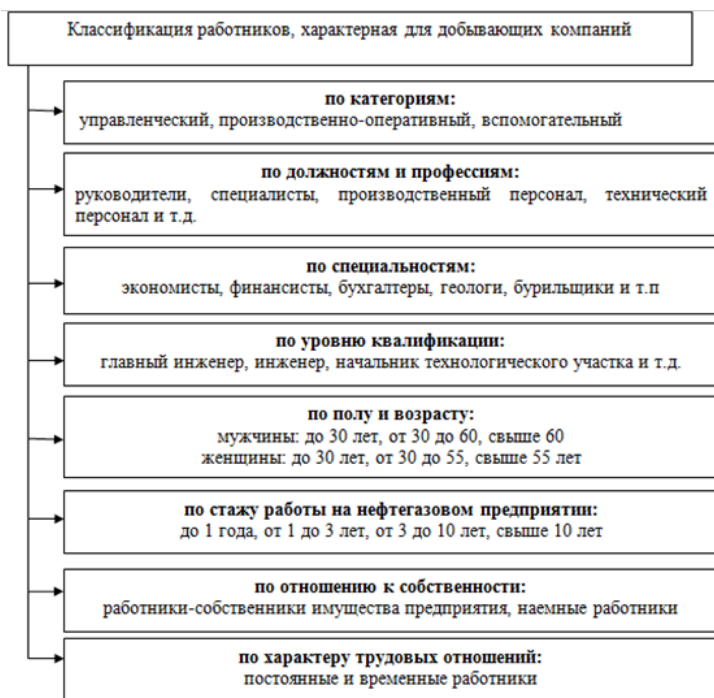 Классификация работников, характерная для добывающих компаний
по категориям:
управленческий, производственно-оперативный, вспомогательный
по должностям и профессиям:
руководители, специалисты, производственный персонал, технический
персонал и т.д.
по специальностям:
экономисты, финансисты, бухгалтеры, геологи, бурильщики и т.п
по уровню квалификации:
главный инженер, инженер, начальник технологического участка и т.д.
по полу и возрасту:
мужчины: до 30 лет, от 30 до 60, свыше 60
женщины: до 30 лет, от 30 до 55, свыше 55 лет
по стажу работы на нефтегазовом предприятии:
до 1 года, от 1 до 3 лет, от 3 до 10 лет, свыше 10 лет
по отношению к собственности:
работники-собственники имущества предприятия, наемные работники
по характеру трудовых отношений:
постоянные и временные работники